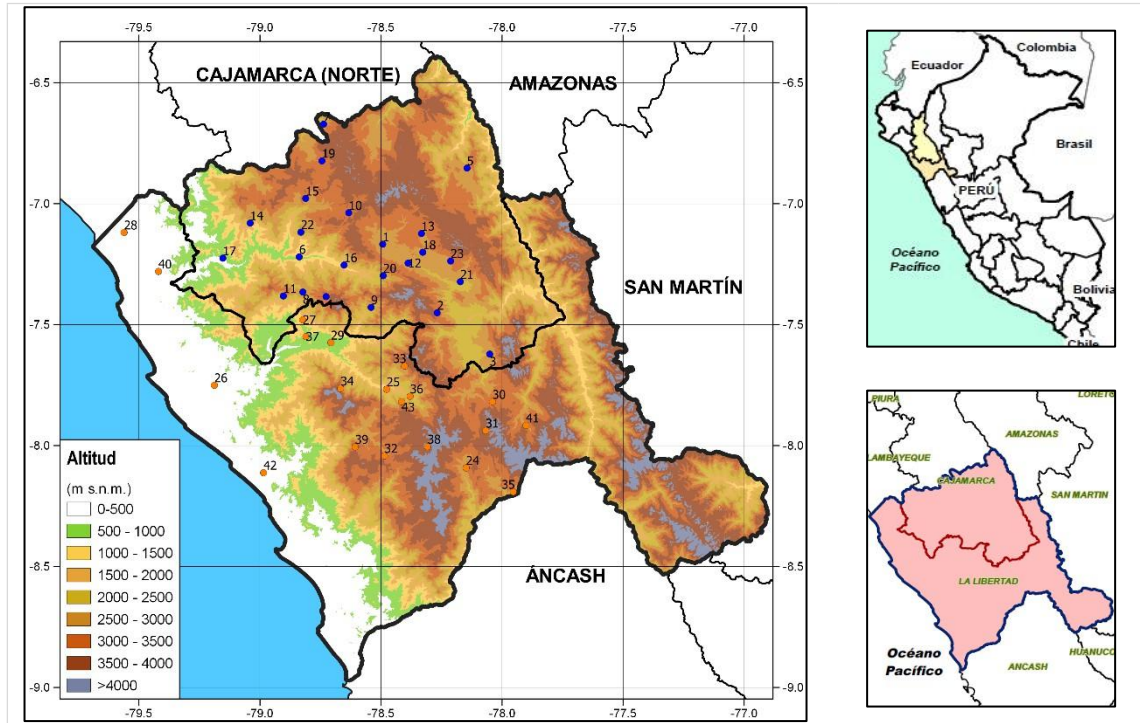 -79.5 -79.0 -78.5 -78.0 -77.5 -77.0
-6.5
-7.0
-7.5
-8.0
-8.5
-9.0
CAJAMARCA (NORTE)
AMAZONAS
SAN MARTÍN
ÁNCASH
19
5
15
10
14
28
22
1
13
17
6
18
40
16
12
23
20
21
11
8
9
2
27
37
29
3
33
26
34
25
36
30
43
41
31
39
32
38
24
42
35
Altitud
(m s.n.m.)
0-500
500 - 1000
1000 - 1500
1500 - 2000
2000 - 2500
2500 - 3000
3000 - 3500
3500 - 4000
>4000
-79.5 -79.0 -78.5 -78.0 -77.5 -77.0
Colombia
Ecuador
Brasil
PERÚ
Océano
Pacífico
Bolivia
Chile
PIURA
LORETO
AMAZONAS
LAMBAYEQUE
CAJAMARCA
SAN MARTIN
LA LIBERTAD
Océano
Pacífico
HUANUCO
ANCASH